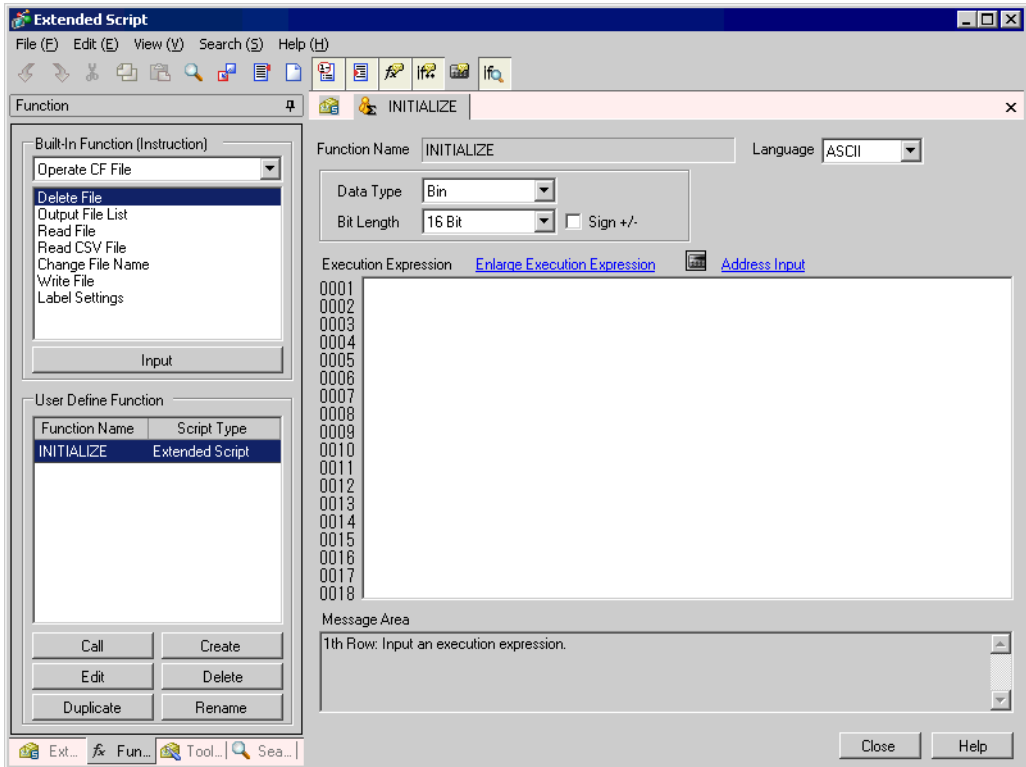 Extended Script
File (F) Edit (E) View (V) Search (S) Help (H)
Function
INITIALIZE
Built-In Function (Instruction)
Operate CF File
Delete File
Output File List
Read File
Read CSV File
Change File Name
Write File
Label Settings
Input
User Define Function
Function Name Script Type
INITIALIZE Extended Script
Call Create
Edit Delete
Duplicate Rename
Ext... fx Fun... Tool... Sea...
Function Name INITIALIZE Language ASCII
Data Type Bin
Bit Length 16 Bit Sign +/-
Execution Expression Enlarge Execution Expression Address Input
0001
0002
0003
0004
0005
0006
0007
0008
0009
0010
0011
0012
0013
0014
0015
0016
0017
0018
Message Area
1th Row: Input an execution expression.
Close Help